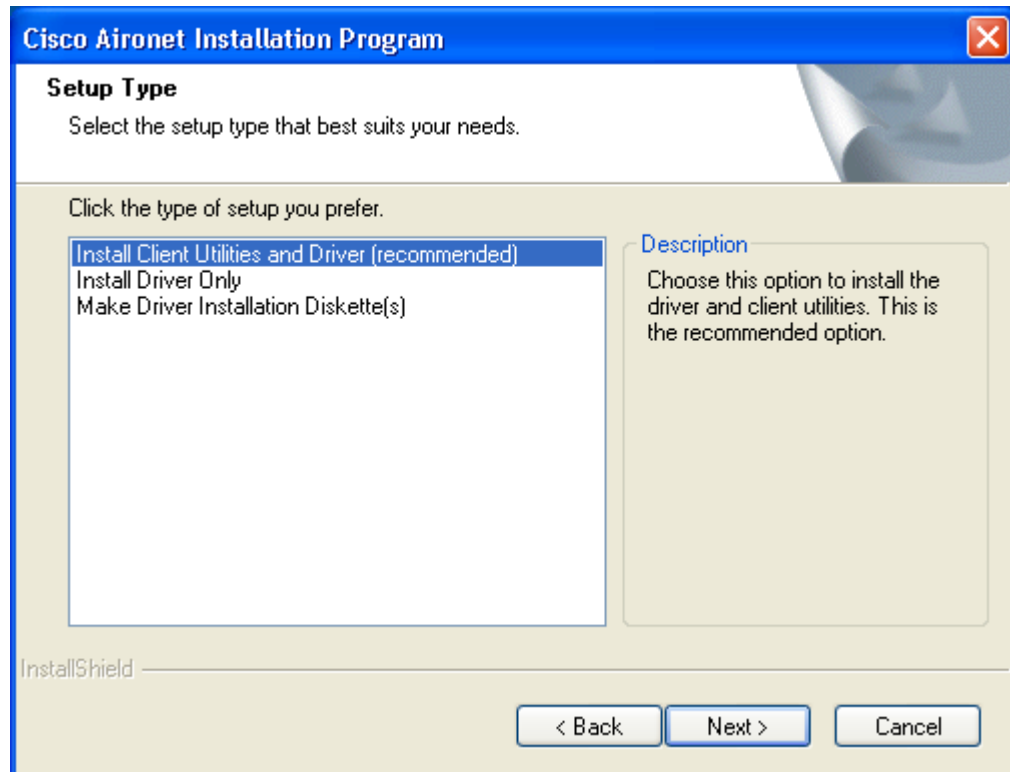 Cisco Aironet Installation Program
Setup Type
Select the setup type that best suits your needs.
Click the type of setup you prefer.
Install Client Utilities and Driver (recommended)
Install Driver Only
Make Driver Installation Diskette(s)
Description
Choose this option to install the
driver and client utilities. This is
the recommended option.
InstallShield
< Back
Next >
Cancel